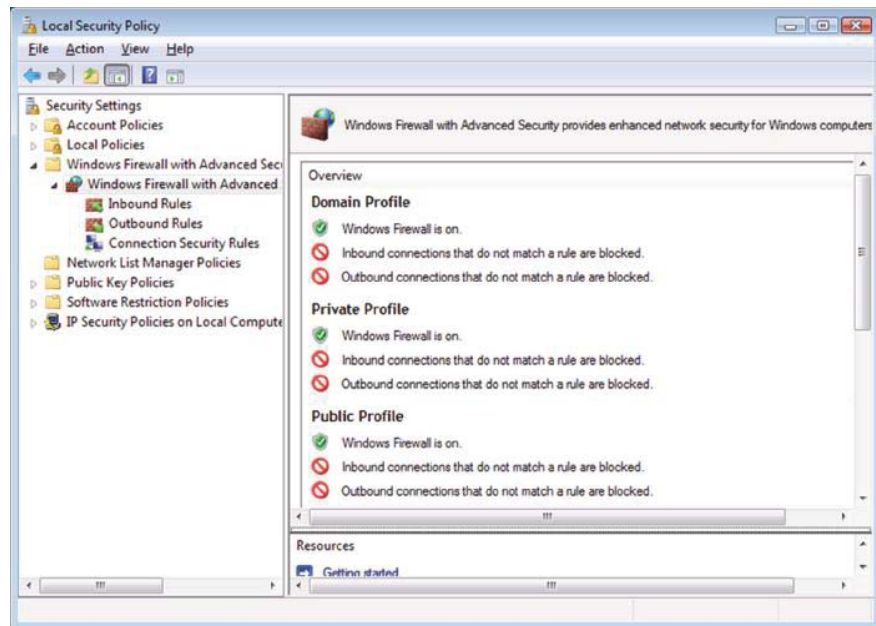 Local Security Policy
File Action View Help
Security Settings
Account Policies
Local Policies
Windows Firewall with Advanced Seci
Windows Firewall with Advanced
Inbound Rules
Outbound Rules
Connection Security Rules
Network List Manager Policies
Public Key Policies
Software Restriction Policies
IP Security Policies on Local Compute
Windows Firewall with Advanced Security provides enhanced network security for Windows computers
Overview
Domain Profile
Windows Firewall is on.
Inbound connections that do not match a rule are blocked.
Outbound connections that do not match a rule are blocked.
Private Profile
Windows Firewall is on.
Inbound connections that do not match a rule are blocked.
Outbound connections that do not match a rule are blocked.
Public Profile
Windows Firewall is on.
Inbound connections that do not match a rule are blocked.
Outbound connections that do not match a rule are blocked.
Resources
Getting started